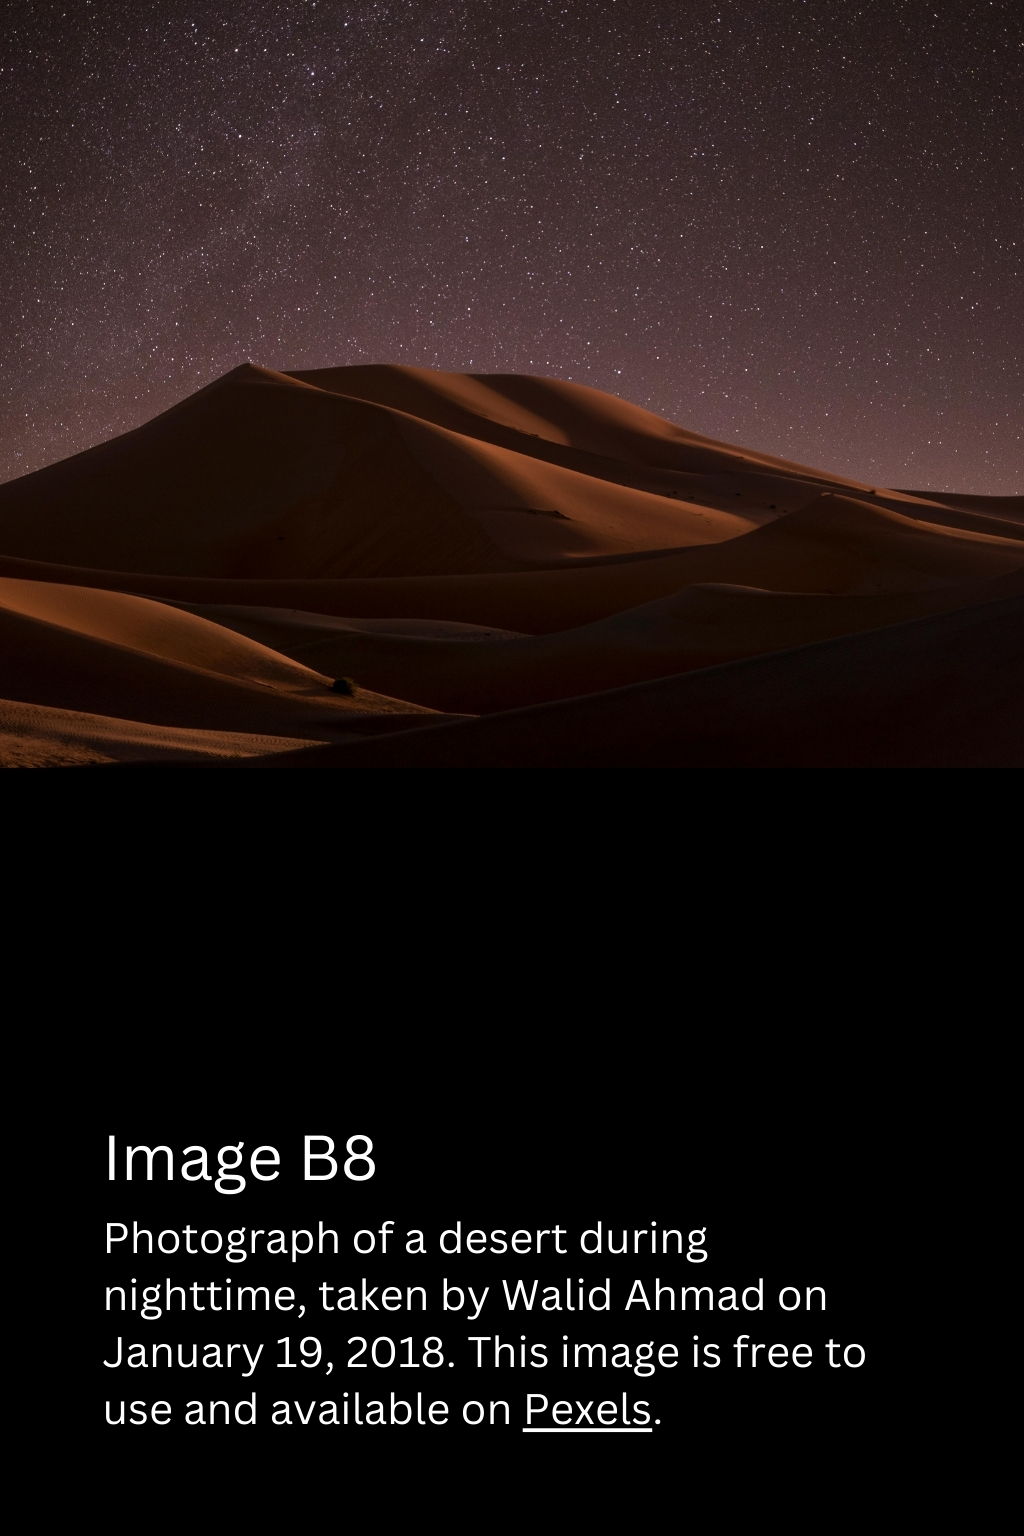 Image B8
Photograph of a desert during
nighttime, taken by Walid Ahmad on
January 19, 2018. This image is free to
use and available on Pexels.